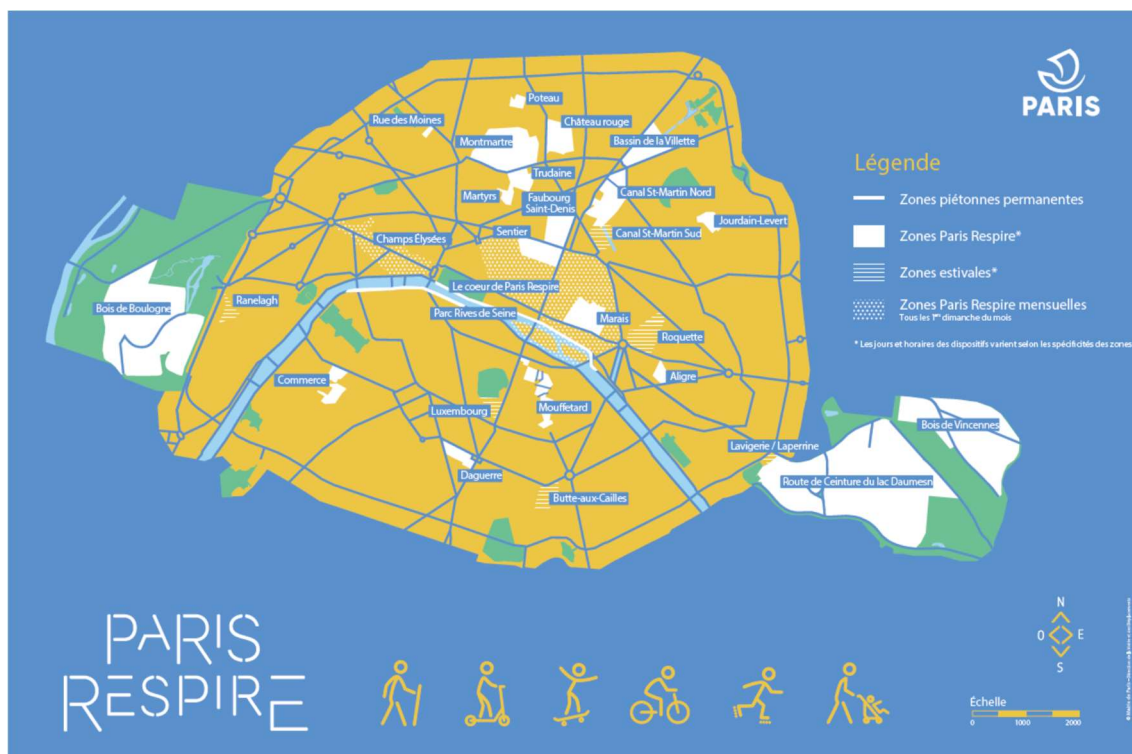 PARIS
Poteau
Rue des Moines
Château rouge
Montmartre
Bassin de la Villette
Trudaine
Martyrs
Faubourg
Saint-Denis
Canal St-Martin Nord
Jourdain-Levert
Champs Élysées
Sentier
Canal St-Martin Sud
Le coeur de Paris Respire
Bois de Boulogne
Ranelagh
Parc Rives de Seine
Marais
Roquette
Commerce
Aligre
Luxembourg
Mouffetard
Daguerre
Butte-aux-Cailles
Lavigerie / Laperrine
Bois de Vincennes
Route de Ceinture du lac Daumesn
Légende
Zones piétonnes permanentes
Zones Paris Respire*
Zones estivales*
Zones Paris Respire mensuelles
Tous les 1ers dimanche du mois
* Les jours et horaires des dispositifs varient selon les spécificités des zones
PARIS
RESPIRE
N
O E
S
Échelle
0 1000 2000